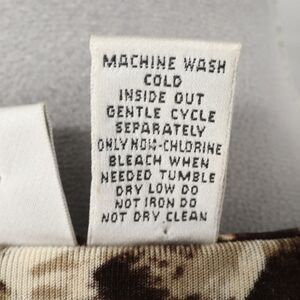 MACHINE WASH
COLD
INSIDE OUT
GENTLE CYCLE
SEPARATELY
ONLY NON-CHLORINE
BLEACH WHEN
NEEDED TUMBLE
DRY LOW DO
NOT IRON DO
NOT DRY CLEAN